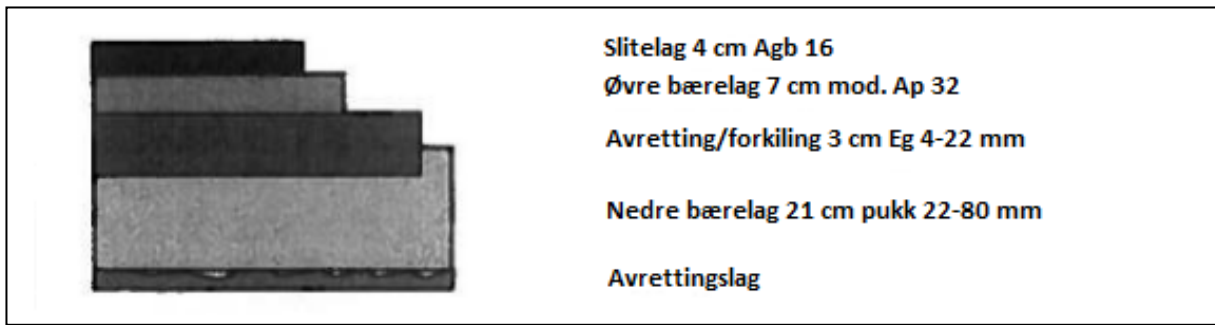 Slitelag 4 cm Agb 16
Øvre bærelag 7 cm mod. Ap 32
Avretting/forkiling 3 cm Eg 4-22 mm
Nedre bærelag 21 cm pukk 22-80 mm
Avrettingslag